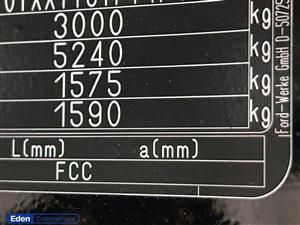 3000 kg
5240 kg
1575 kg
1590 kg
L(mm) a(mm)
FCC
Ford-Werke GmbH D-50725
Eden Commercials